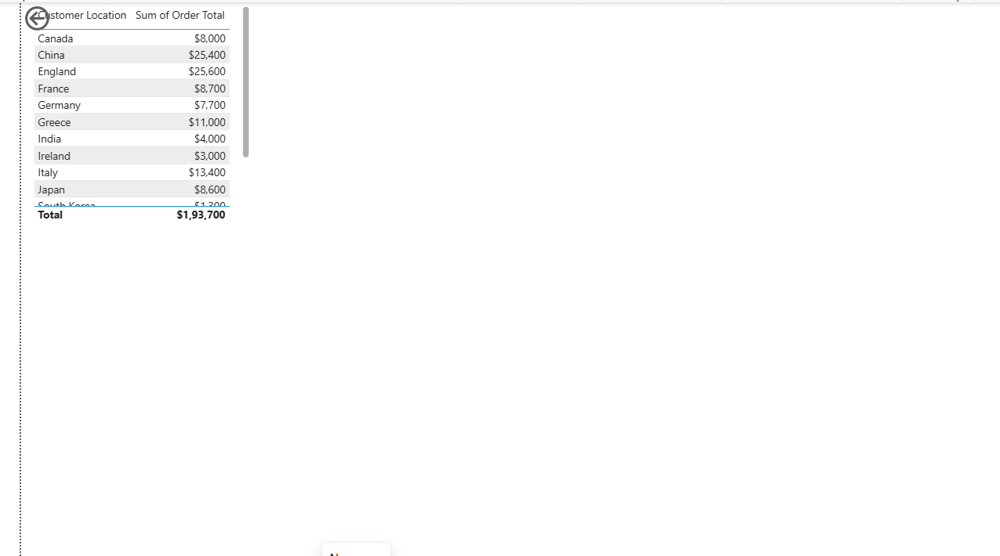 Customer Location Sum of Order Total
Canada $8,000
China $25,400
England $25,600
France $8,700
Germany $7,700
Greece $11,000
India $4,000
Ireland $3,000
Italy $13,400
Japan $8,600
South Korea $1,300
Total $1,93,700